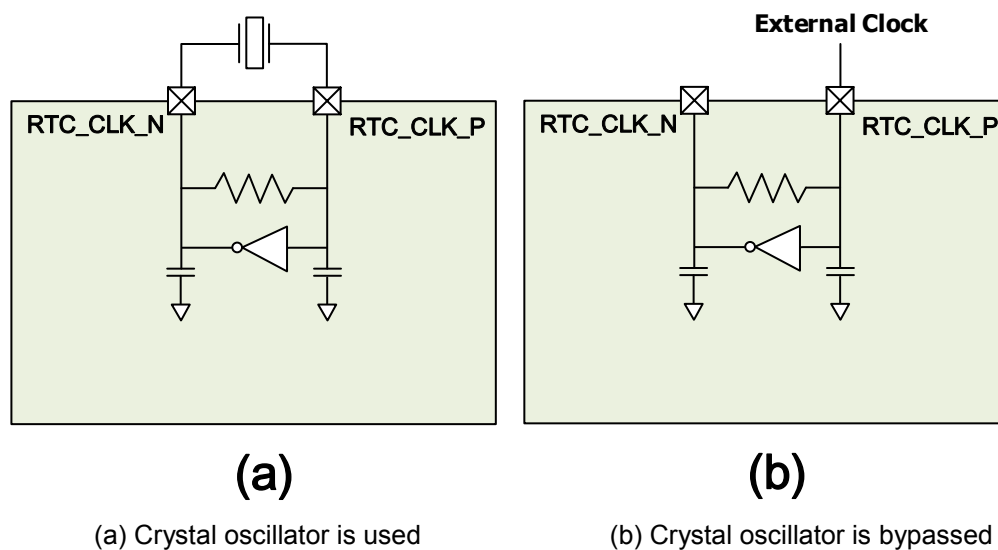 External Clock
RTC_CLK_N
RTC_CLK_P
RTC_CLK_N
RTC_CLK_P
(a)
(b)
(a) Crystal oscillator is used
(b) Crystal oscillator is bypassed